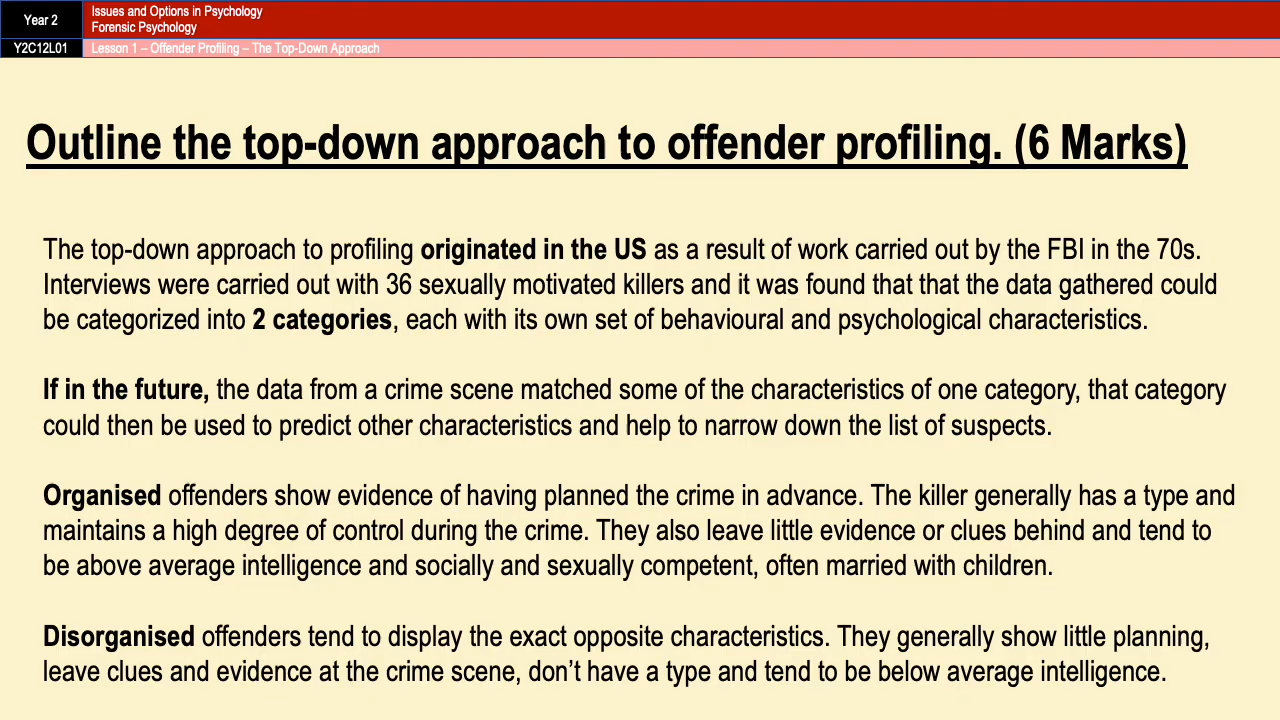 Year 2
Issues and Options in Psychology
Forensic Psychology
Y2C12L01
Lesson 1 – Offender Profiling – The Top-Down Approach
Outline the top-down approach to offender profiling. (6 Marks)
The top-down approach to profiling originated in the US as a result of work carried out by the FBI in the 70s.
Interviews were carried out with 36 sexually motivated killers and it was found that that the data gathered could
be categorized into 2 categories, each with its own set of behavioural and psychological characteristics.
If in the future, the data from a crime scene matched some of the characteristics of one category, that category
could then be used to predict other characteristics and help to narrow down the list of suspects.
Organised offenders show evidence of having planned the crime in advance. The killer generally has a type and
maintains a high degree of control during the crime. They also leave little evidence or clues behind and tend to
be above average intelligence and socially and sexually competent, often married with children.
Disorganised offenders tend to display the exact opposite characteristics. They generally show little planning,
leave clues and evidence at the crime scene, don’t have a type and tend to be below average intelligence.